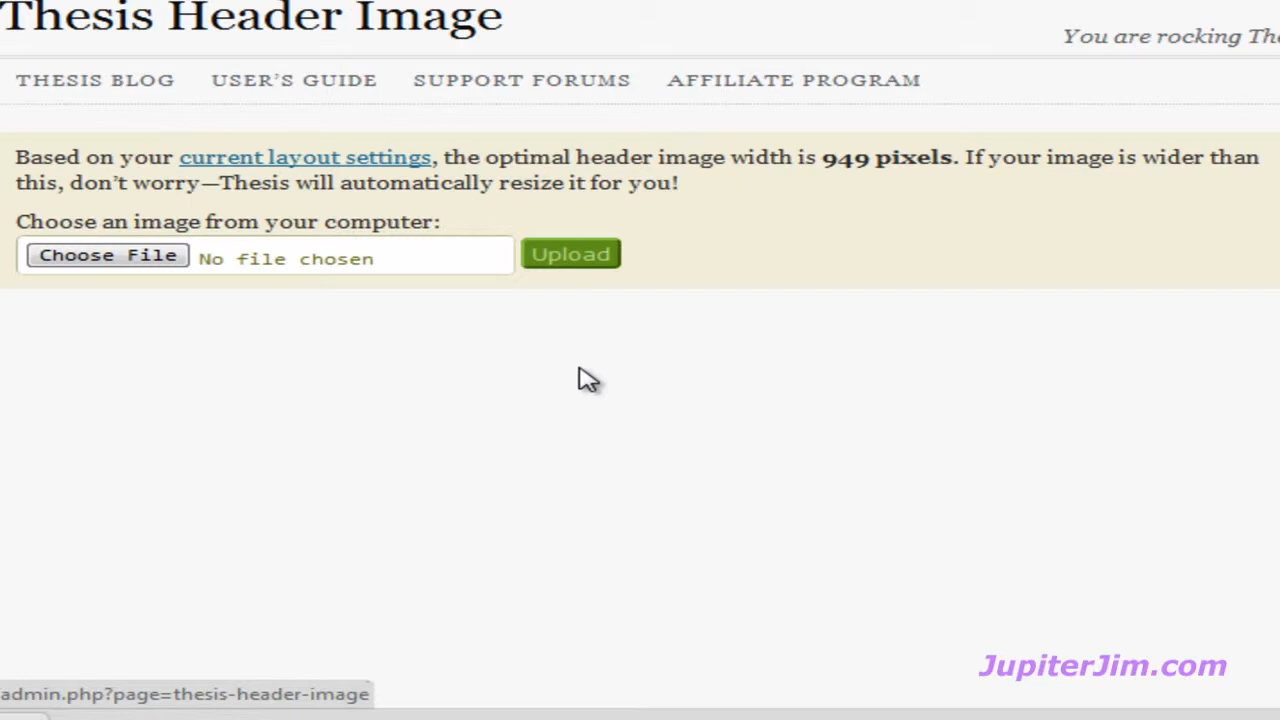 Thesis Header Image
You are rocking
THESIS BLOG USER'S GUIDE SUPPORT FORUMS AFFILIATE PROGRAM
Based on your current layout settings, the optimal header image width is 949 pixels. If your image is wider than
this, don't worry—Thesis will automatically resize it for you!
Choose an image from your computer:
Choose File No file chosen Upload
JupiterJim.com
admin.php?page=thesis-header-image